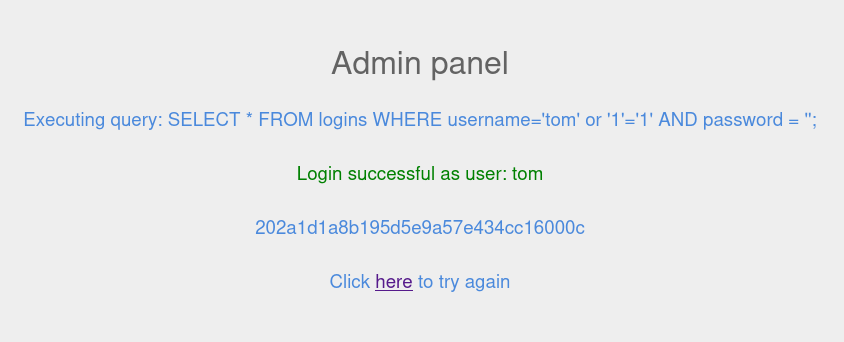 Admin panel
Executing query: SELECT * FROM logins WHERE username='tom' or '1'='1' AND password = '';
Login successful as user: tom
202a1d1a8b195d5e9a57e434cc16000c
Click here to try again